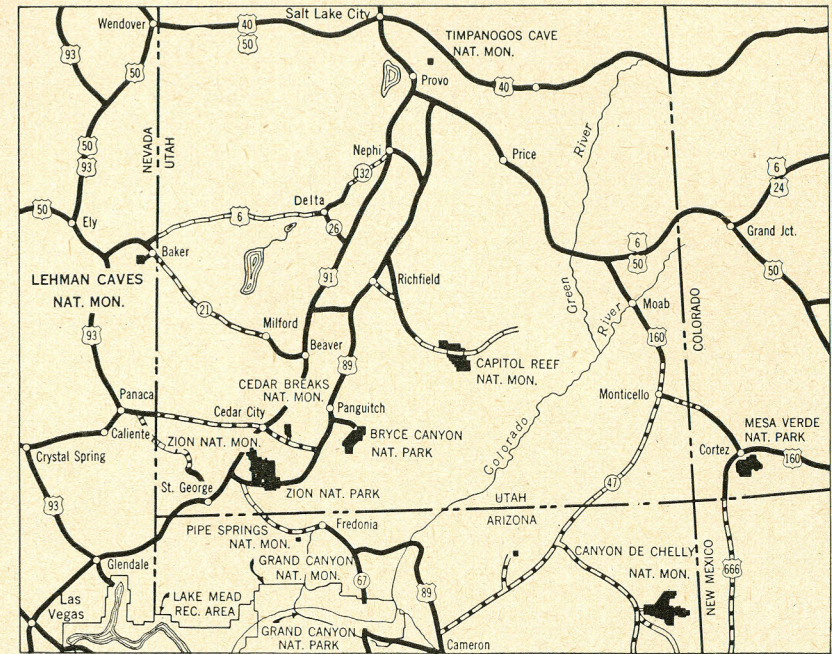 Salt Lake City
Wendover
40
50
TIMPANOGOS CAVE
NAT. MON.
93
50
Provo
40
50
93
NEVADA
UTAH
Nephi
132
Price
River
6
24
50
Ely
Delta
6
26
Baker
Grand Jct.
6
50
50
LEHMAN CAVES
NAT. MON.
91
Richfield
Green
River
Moab
21
Milford
93
Beaver
160
COLORADO
89
CAPITOL REEF
NAT. MON.
CEDAR BREAKS
NAT. MON.
Panaca
Cedar City
Panguitch
Monticello
Caliente
ZION NAT. MON.
BRYCE CANYON
NAT. PARK
Colorado
MESA VERDE
NAT. PARK
Cortez
160
Crystal Spring
St. George
ZION NAT. PARK
47
93
UTAH
ARIZONA
PIPE SPRINGS
NAT. MON.
Fredonia
Glendale
GRAND CANYON
NAT. MON.
67
89
CANYON DE CHELLY
NAT. MON.
NEW MEXICO
666
Las
Vegas
LAKE MEAD
REC. AREA
GRAND CANYON
NAT. PARK
Cameron